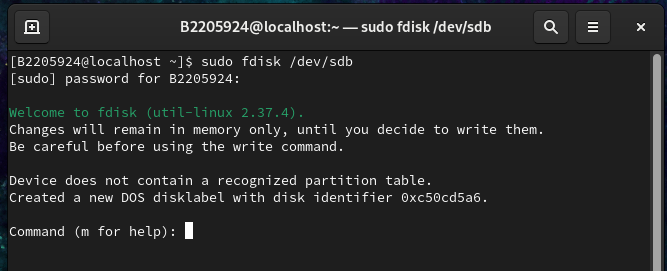 B2205924@localhost:~ — sudo fdisk /dev/sdb
[B2205924@localhost ~]$ sudo fdisk /dev/sdb
[sudo] password for B2205924:
Welcome to fdisk (util-linux 2.37.4).
Changes will remain in memory only, until you decide to write them.
Be careful before using the write command.
Device does not contain a recognized partition table.
Created a new DOS disklabel with disk identifier 0xc50cd5a6.
Command (m for help):